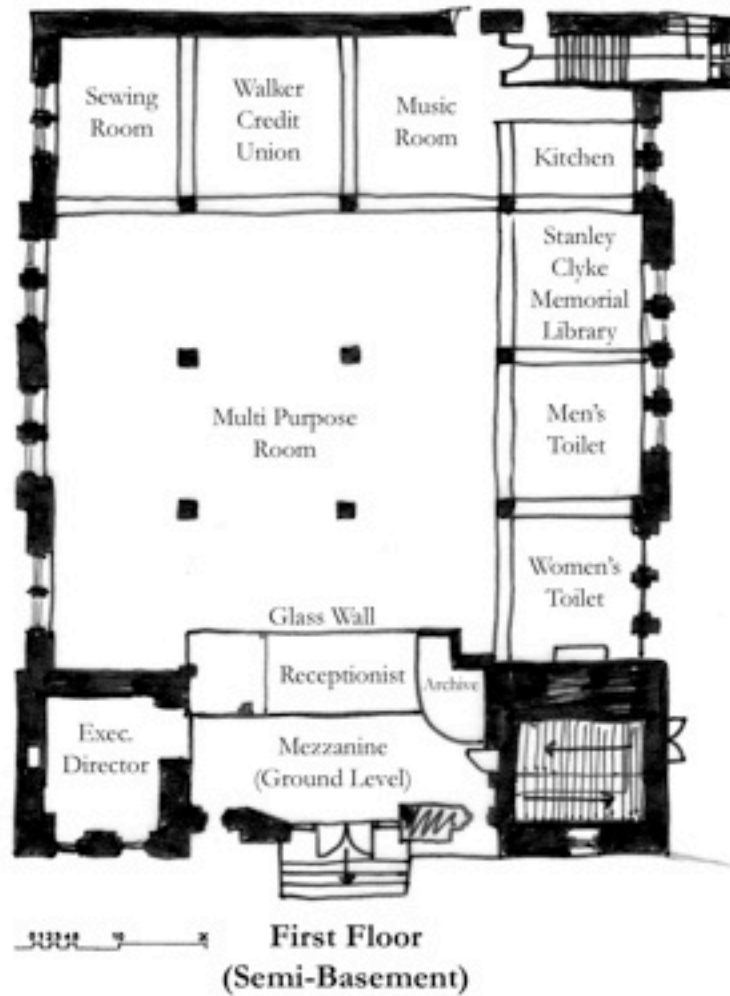 Sewing
Room
Walker
Credit
Union
Music
Room
Kitchen
Stanley
Clyke
Memorial
Library
Multi Purpose
Room
Men's
Toilet
Women's
Toilet
Glass Wall
Receptionist
Archive
Exec.
Director
Mezzanine
(Ground Level)
10
First Floor
(Semi-Basement)